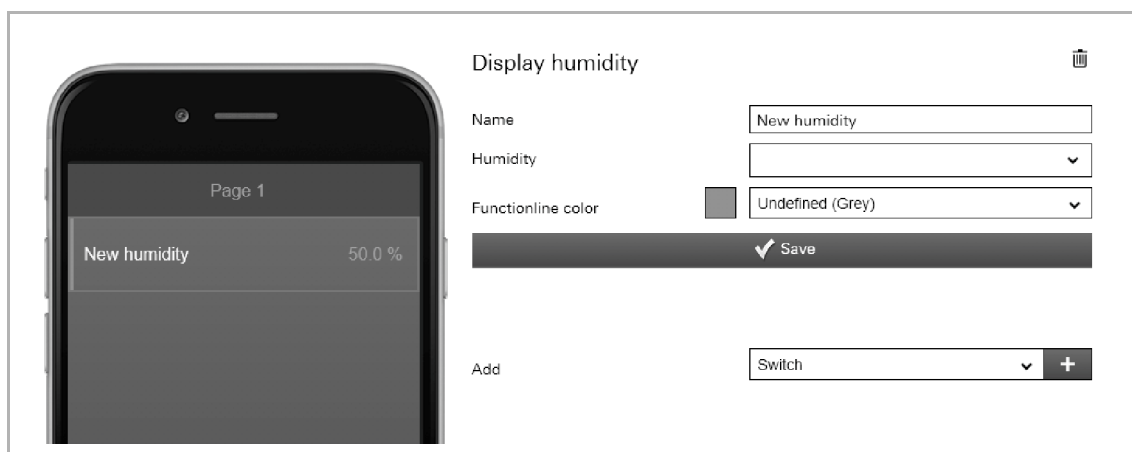 Page 1
New humidity 50.0 %
Display humidity
Name New humidity
Humidity
Functionline color Undefined (Grey)
Save
Add Switch +